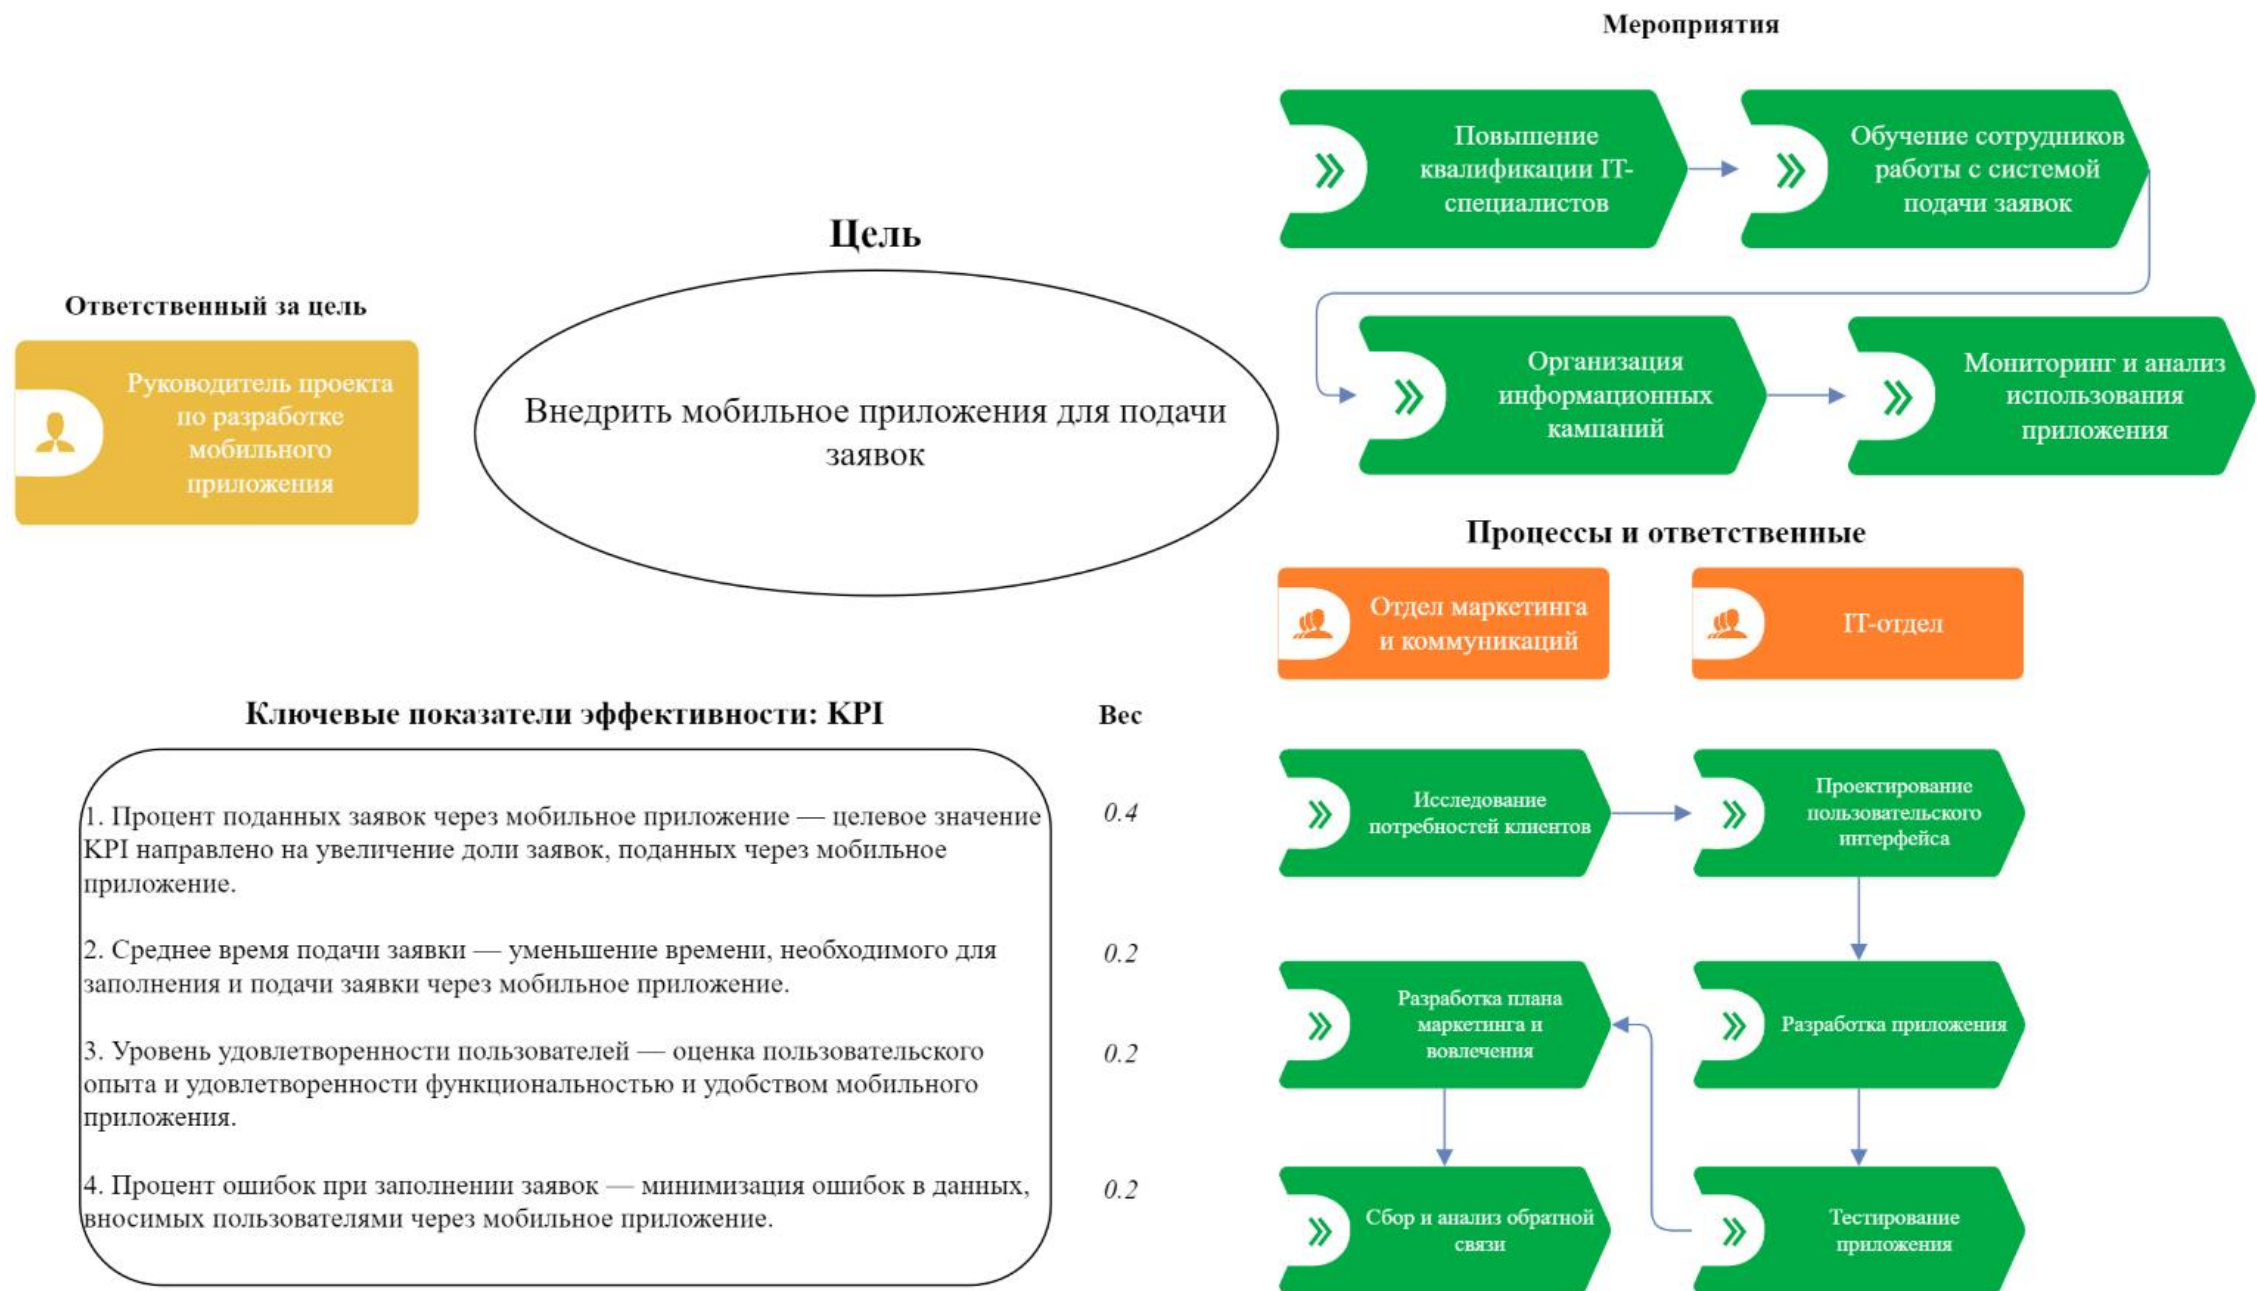 Мероприятия
Повышение
квалификации IT-
специалистов
Обучение сотрудников
работы с системой
подачи заявок
Цель
Ответственный за цель
Руководитель проекта
по разработке
мобильного
приложения
Внедрить мобильное приложения для подачи
заявок
Организация
информационных
кампаний
Мониторинг и анализ
использования
приложения
Процессы и ответственные
Отдел маркетинга
и коммуникаций
IT-отдел
Ключевые показатели эффективности: KPI
Вес
1. Процент поданных заявок через мобильное приложение — целевое значение
KPI направлено на увеличение доли заявок, поданных через мобильное
приложение.
0.4
2. Среднее время подачи заявки — уменьшение времени, необходимого для
заполнения и подачи заявки через мобильное приложение.
0.2
3. Уровень удовлетворенности пользователей — оценка пользовательского
опыта и удовлетворенности функциональностью и удобством мобильного
приложения.
0.2
4. Процент ошибок при заполнении заявок — минимизация ошибок в данных,
вносимых пользователями через мобильное приложение.
0.2
Исследование
потребностей клиентов
Проектирование
пользовательского
интерфейса
Разработка плана
маркетинга и
вовлечения
Разработка приложения
Сбор и анализ обратной
связи
Тестирование
приложения